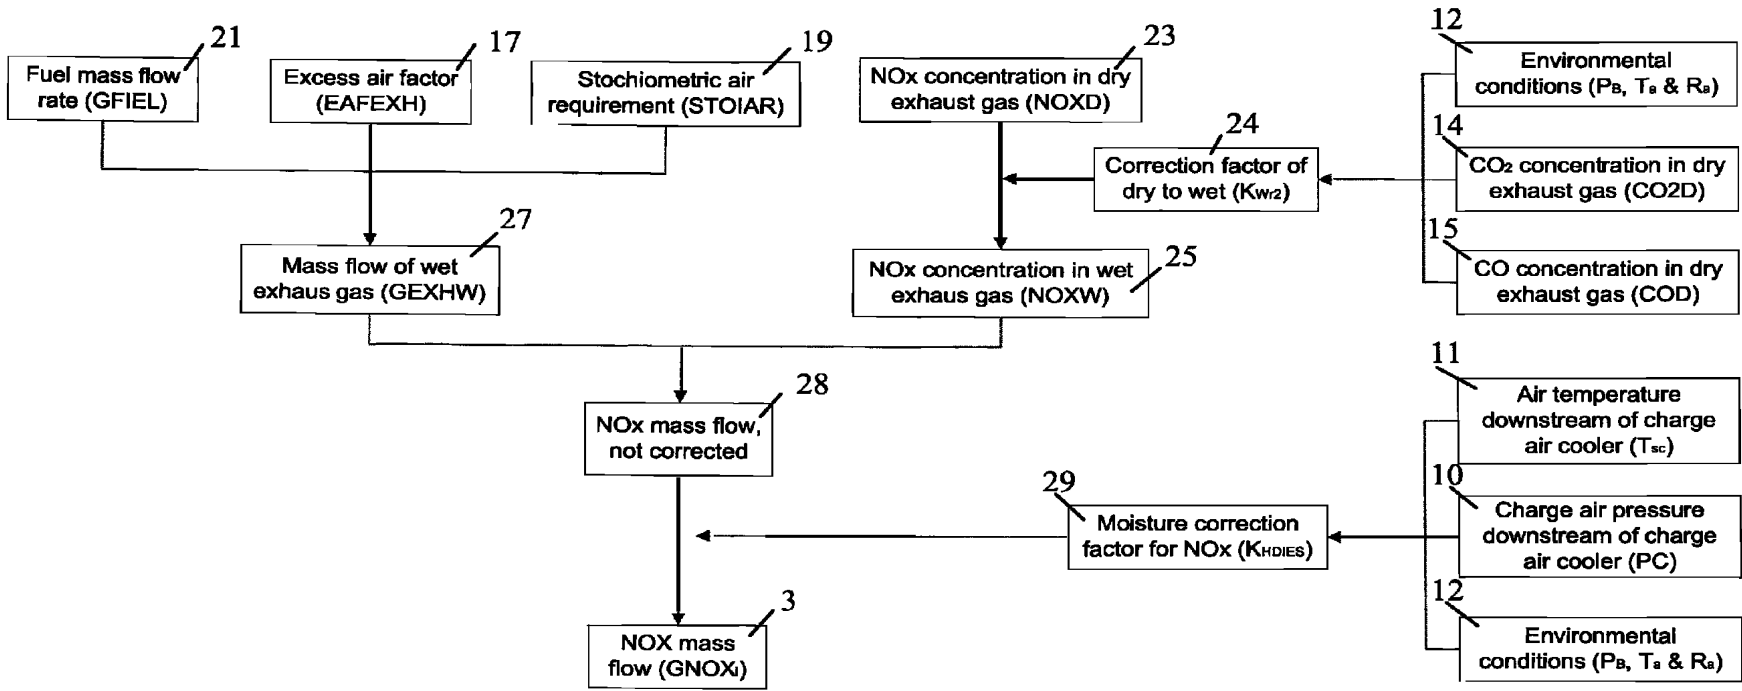 21
Fuel mass flow
rate (GFIEL)
17
Excess air factor
(EAFEXH)
19
Stochiometric air
requirement (STOIAR)
23
NOx concentration in dry
exhaust gas (NOXD)
12
Environmental
conditions (PB, Ta & Ra)
24
Correction factor of
dry to wet (KWr2)
14
CO2 concentration in dry
exhaust gas (CO2D)
27
Mass flow of wet
exhaus gas (GEXHW)
25
NOx concentration in wet
exhaus gas (NOXW)
15
CO concentration in dry
exhaust gas (COD)
28
NOx mass flow,
not corrected
11
Air temperature
downstream of charge
air cooler (Tsc)
29
Moisture correction
factor for NOx (KHDIES)
10
Charge air pressure
downstream of charge
air cooler (PC)
3
NOX mass
flow (GNOXi)
12
Environmental
conditions (PB, Ta & Ra)